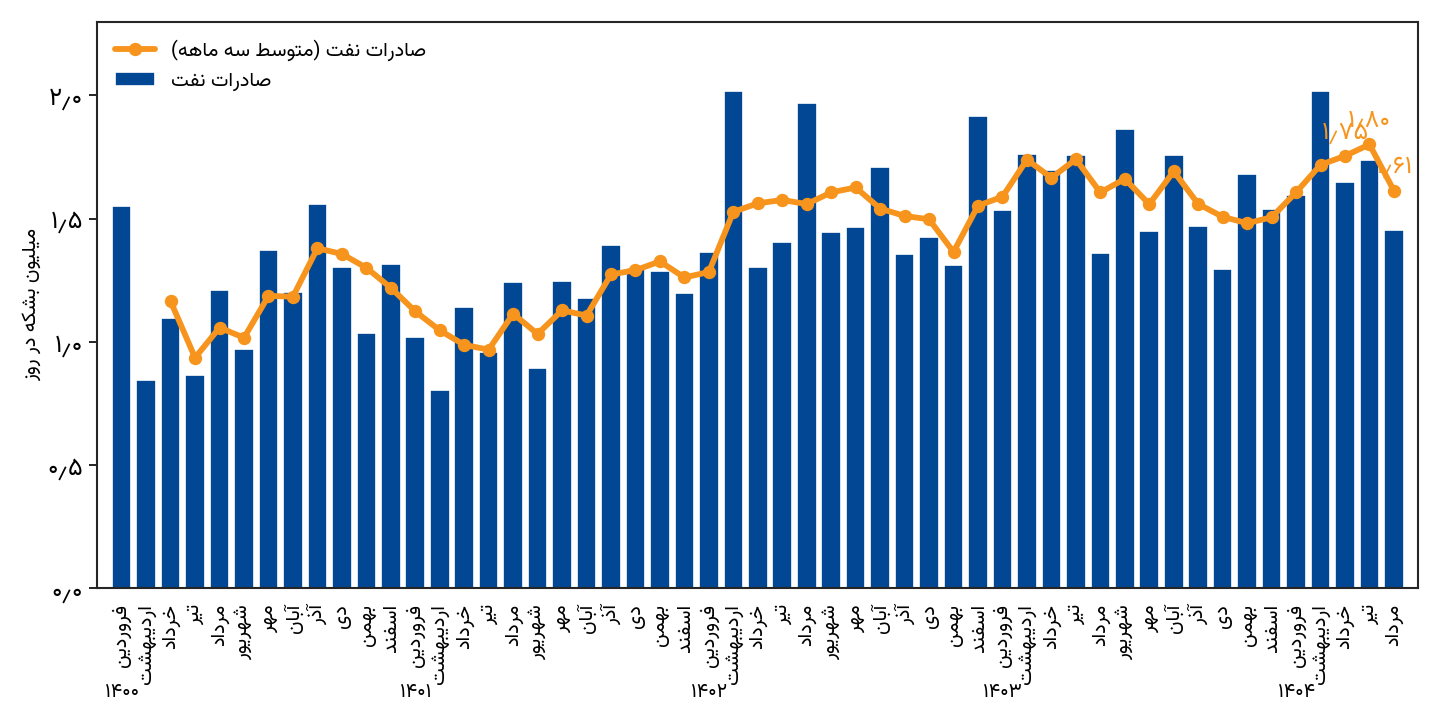 صادرات نفت (متوسط سه ماهه)
صادرات نفت
میلیون بشکه در روز
۲٫۰
۱٫۵
۱٫۰
۰٫۵
۰٫۰
۱٫۷۵
۱٫۸۰
۱٫۶۱
فروردین
اردیبهشت
خرداد
تیر
مرداد
شهریور
مهر
آبان
آذر
دی
بهمن
اسفند
فروردین
اردیبهشت
خرداد
تیر
مرداد
شهریور
مهر
آبان
آذر
دی
بهمن
اسفند
فروردین
اردیبهشت
خرداد
تیر
مرداد
شهریور
مهر
آبان
آذر
دی
بهمن
اسفند
فروردین
اردیبهشت
خرداد
تیر
مرداد
شهریور
مهر
آبان
آذر
دی
بهمن
اسفند
فروردین
اردیبهشت
خرداد
تیر
مرداد
۱۴۰۰
۱۴۰۱
۱۴۰۲
۱۴۰۳
۱۴۰۴